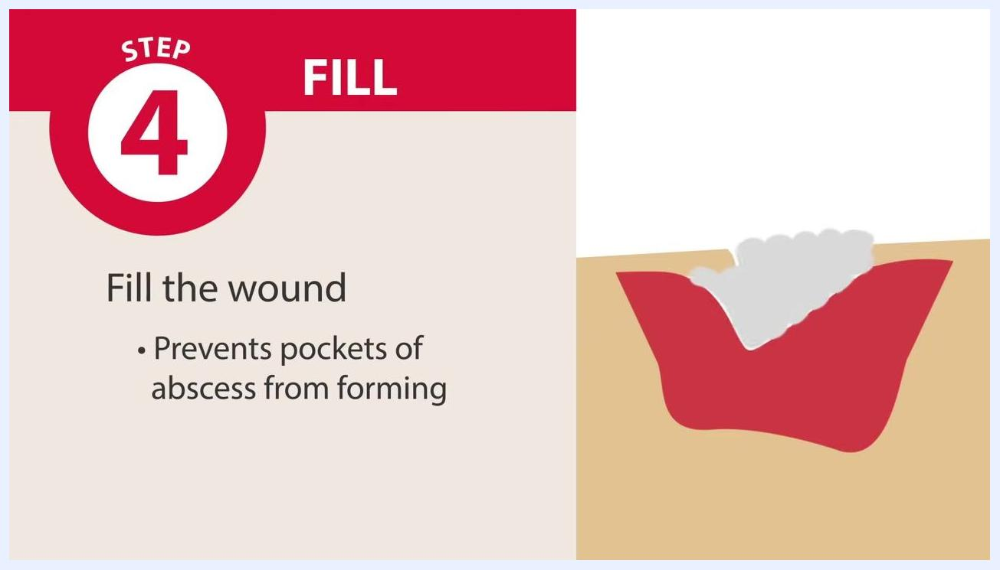 STEP
4
FILL
Fill the wound
• Prevents pockets of
abscess from forming